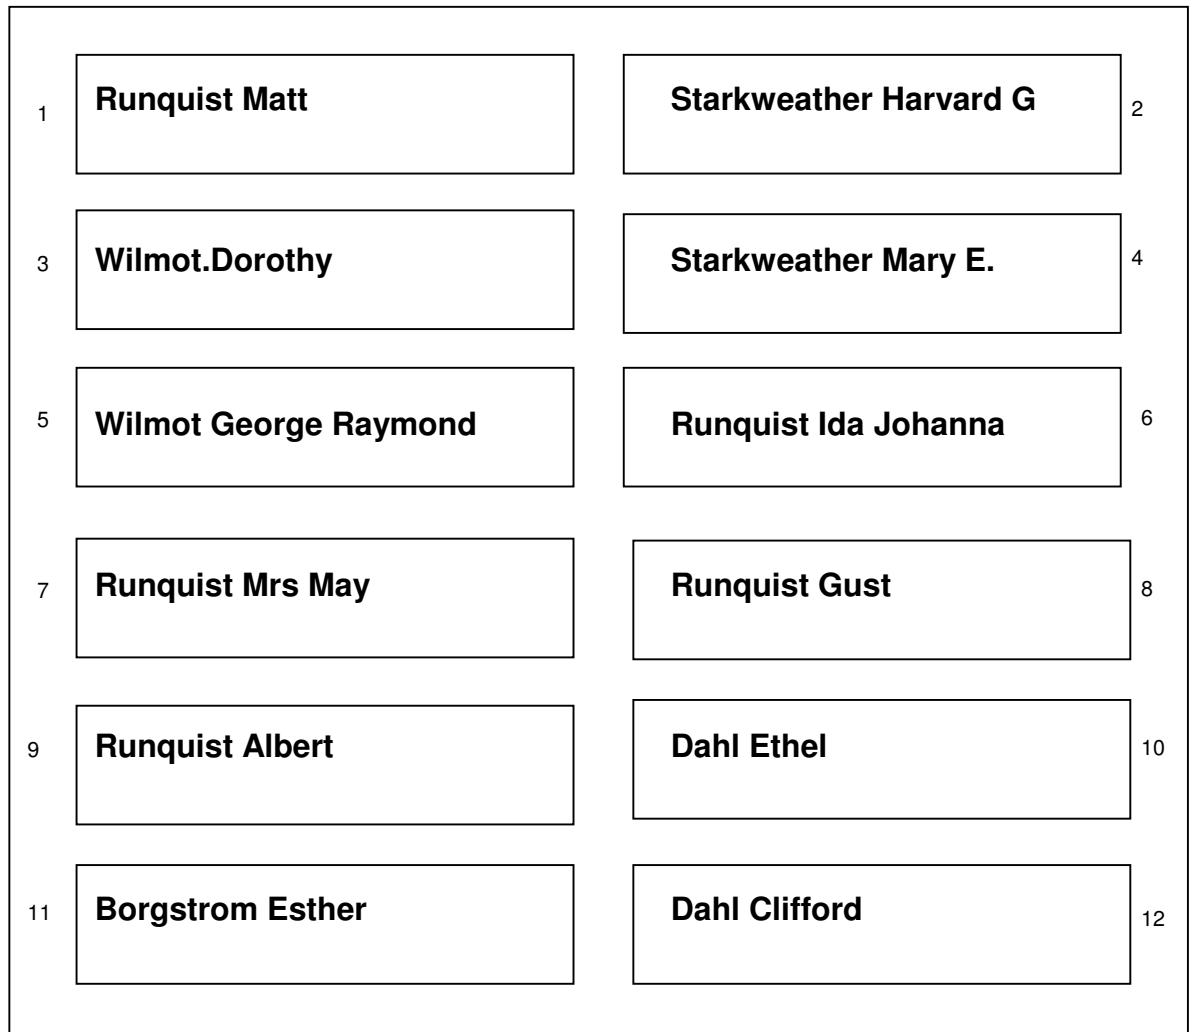 1 Runquist Matt Starkweather Harvard G 2
3 Wilmot.Dorothy Starkweather Mary E. 4
5 Wilmot George Raymond Runquist Ida Johanna 6
7 Runquist Mrs May Runquist Gust 8
9 Runquist Albert Dahl Ethel 10
11 Borgstrom Esther Dahl Clifford 12